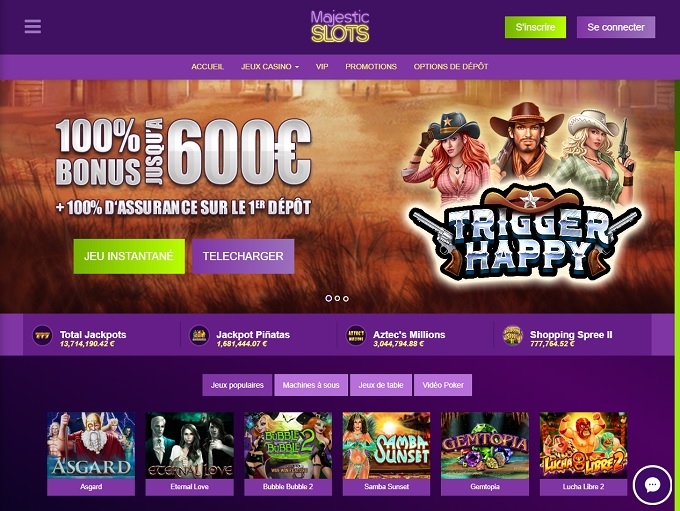 Majestic
SLOTS
S'inscrire
Se connecter
ACCUEIL
JEUX CASINO
VIP
PROMOTIONS
OPTIONS DE DÉPÔT
100%
BONUS
JUSQU'A
600€
+ 100% D'ASSURANCE SUR LE 1ER DÉPÔT
JEU INSTANTANÉ
TELECHARGER
TRIGGER
HAPPY
Total Jackpots
13,714,190.42 €
Jackpot Piñatas
1,681,444.07 €
AZTEC'S
MILLIONS
Aztec's Millions
3,044,794.88 €
Shopping Spree II
777,764.52 €
Jeux populaires
Machines à sous
Jeux de table
Vidéo Poker
ASGARD
ETERNAL LOVE
BUBBLE
BUBBLE 2
SAMBA
SUNSET
GEMTOPIA
LUCHA LIBRE 2
Asgard
Eternal Love
Bubble Bubble 2
Samba Sunset
Gemtopia
Lucha Libre 2